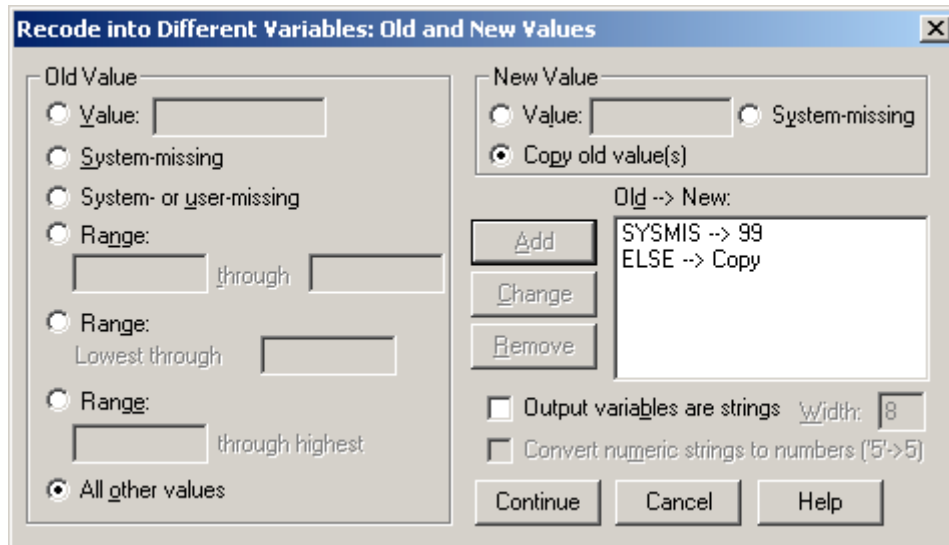 Recode into Different Variables: Old and New Values
Old Value
Value:
System-missing
System- or user-missing
Range:
through
Range:
Lowest through
Range:
through highest
All other values
New Value
Value:
System-missing
Copy old value(s)
Old --> New:
Add
Change
Remove
SYSMIS --> 99
ELSE --> Copy
Output variables are strings
Width: 8
Convert numeric strings to numbers ('5'->5)
Continue
Cancel
Help